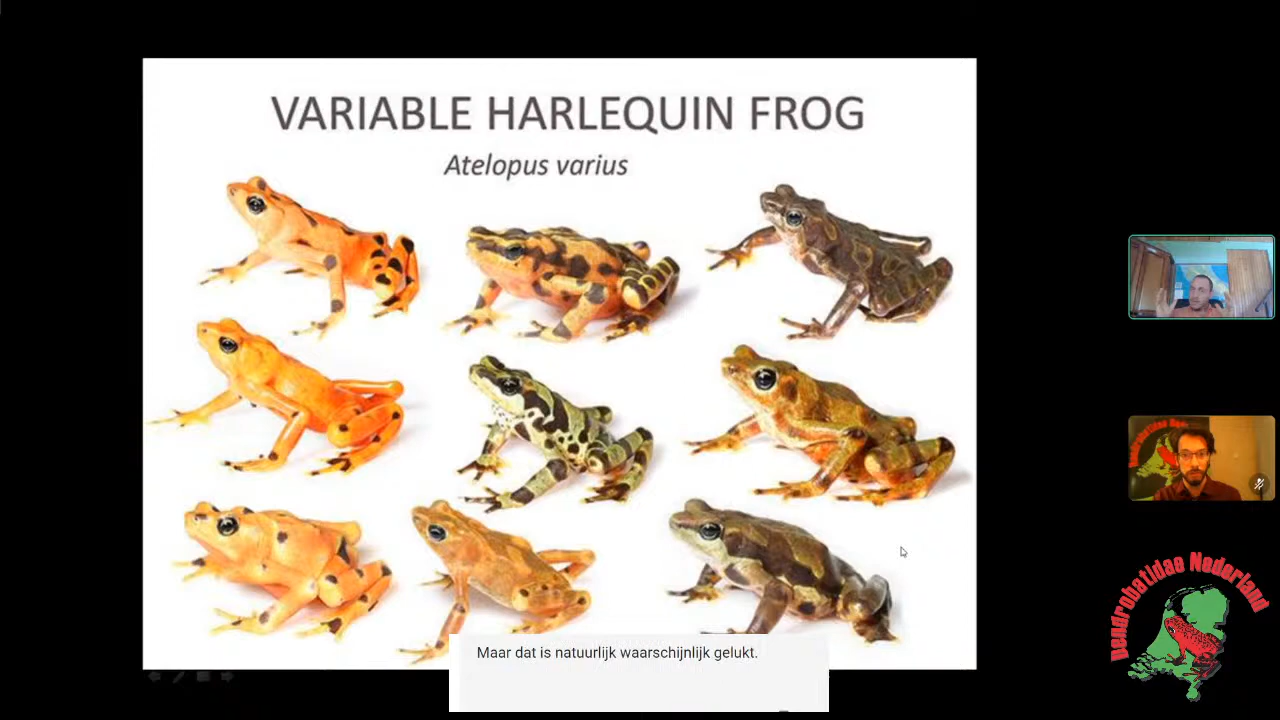 VARIABLE HARLEQUIN FROG
Atelopus varius
Maar dat is natuurlijk waarschijnlijk gelukt.
Dendrobatidae Nederland